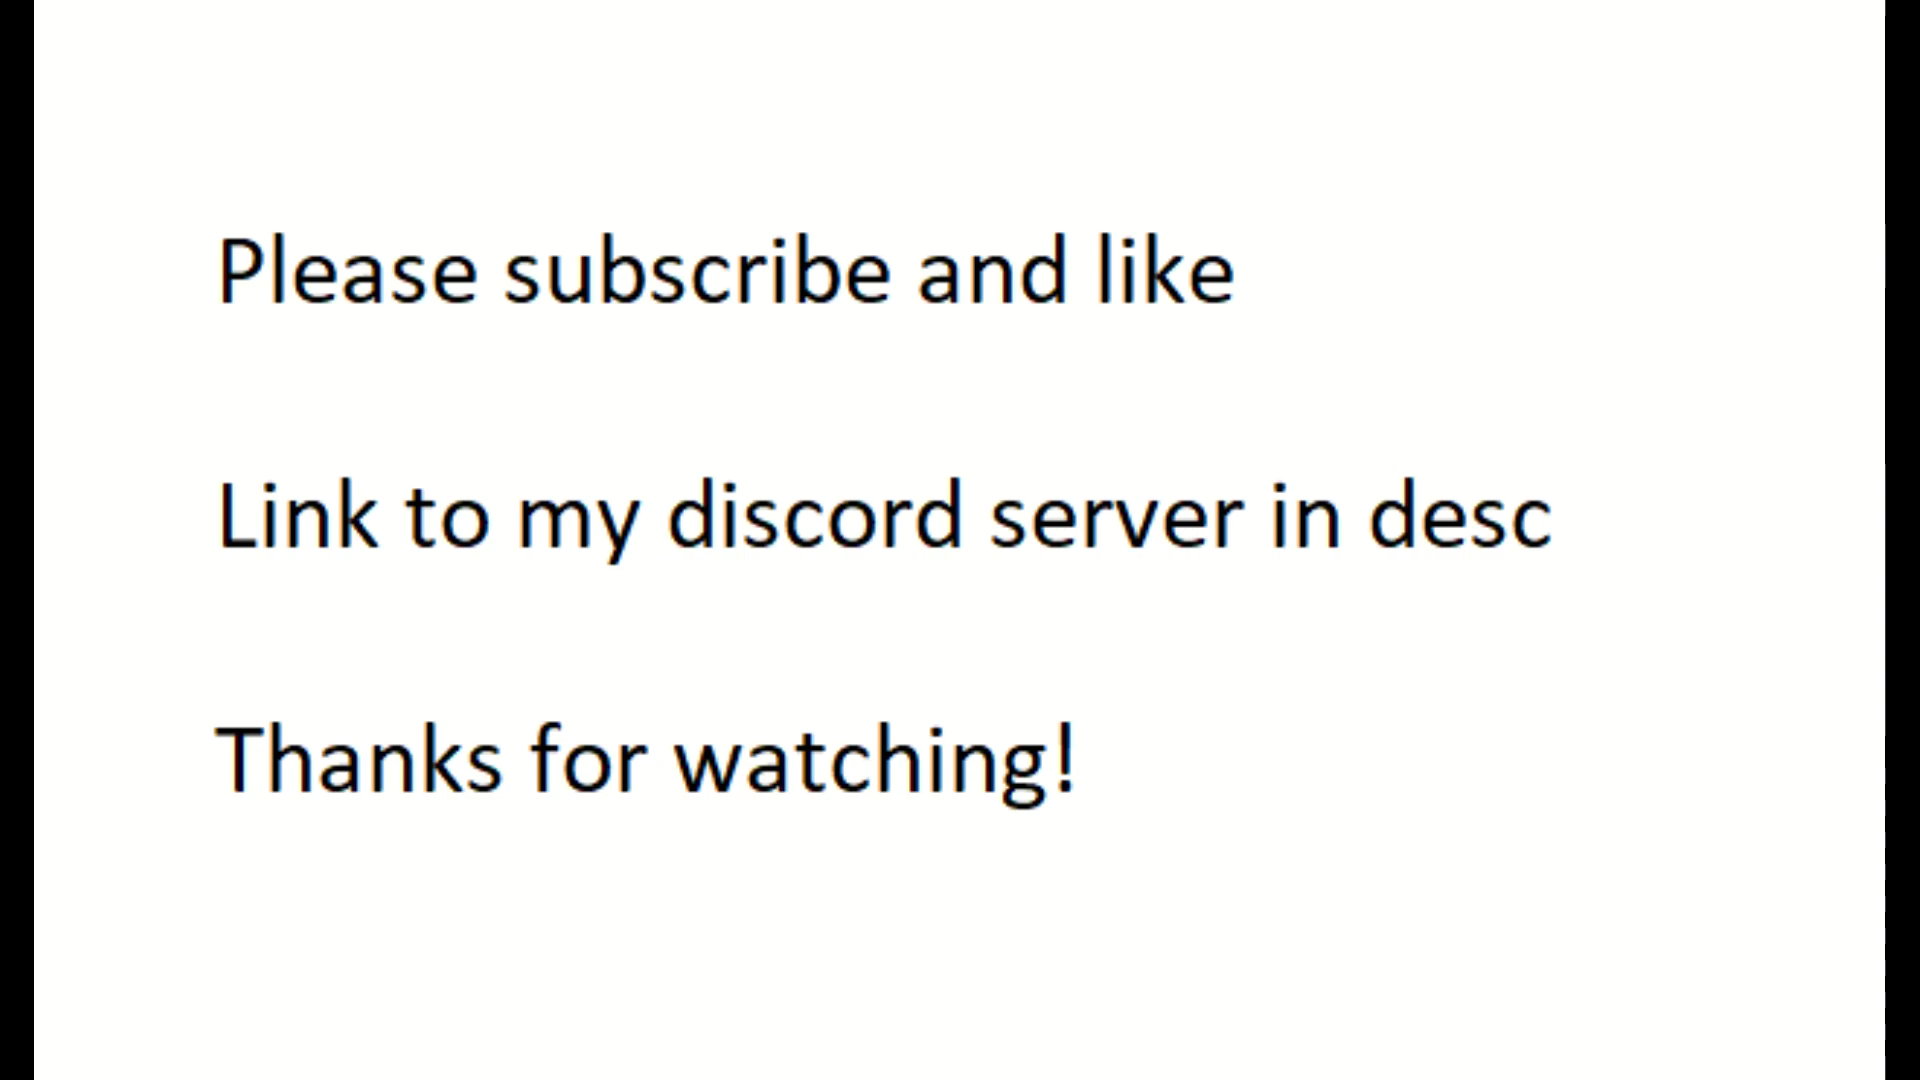 Please subscribe and like
Link to my discord server in desc
Thanks for watching!